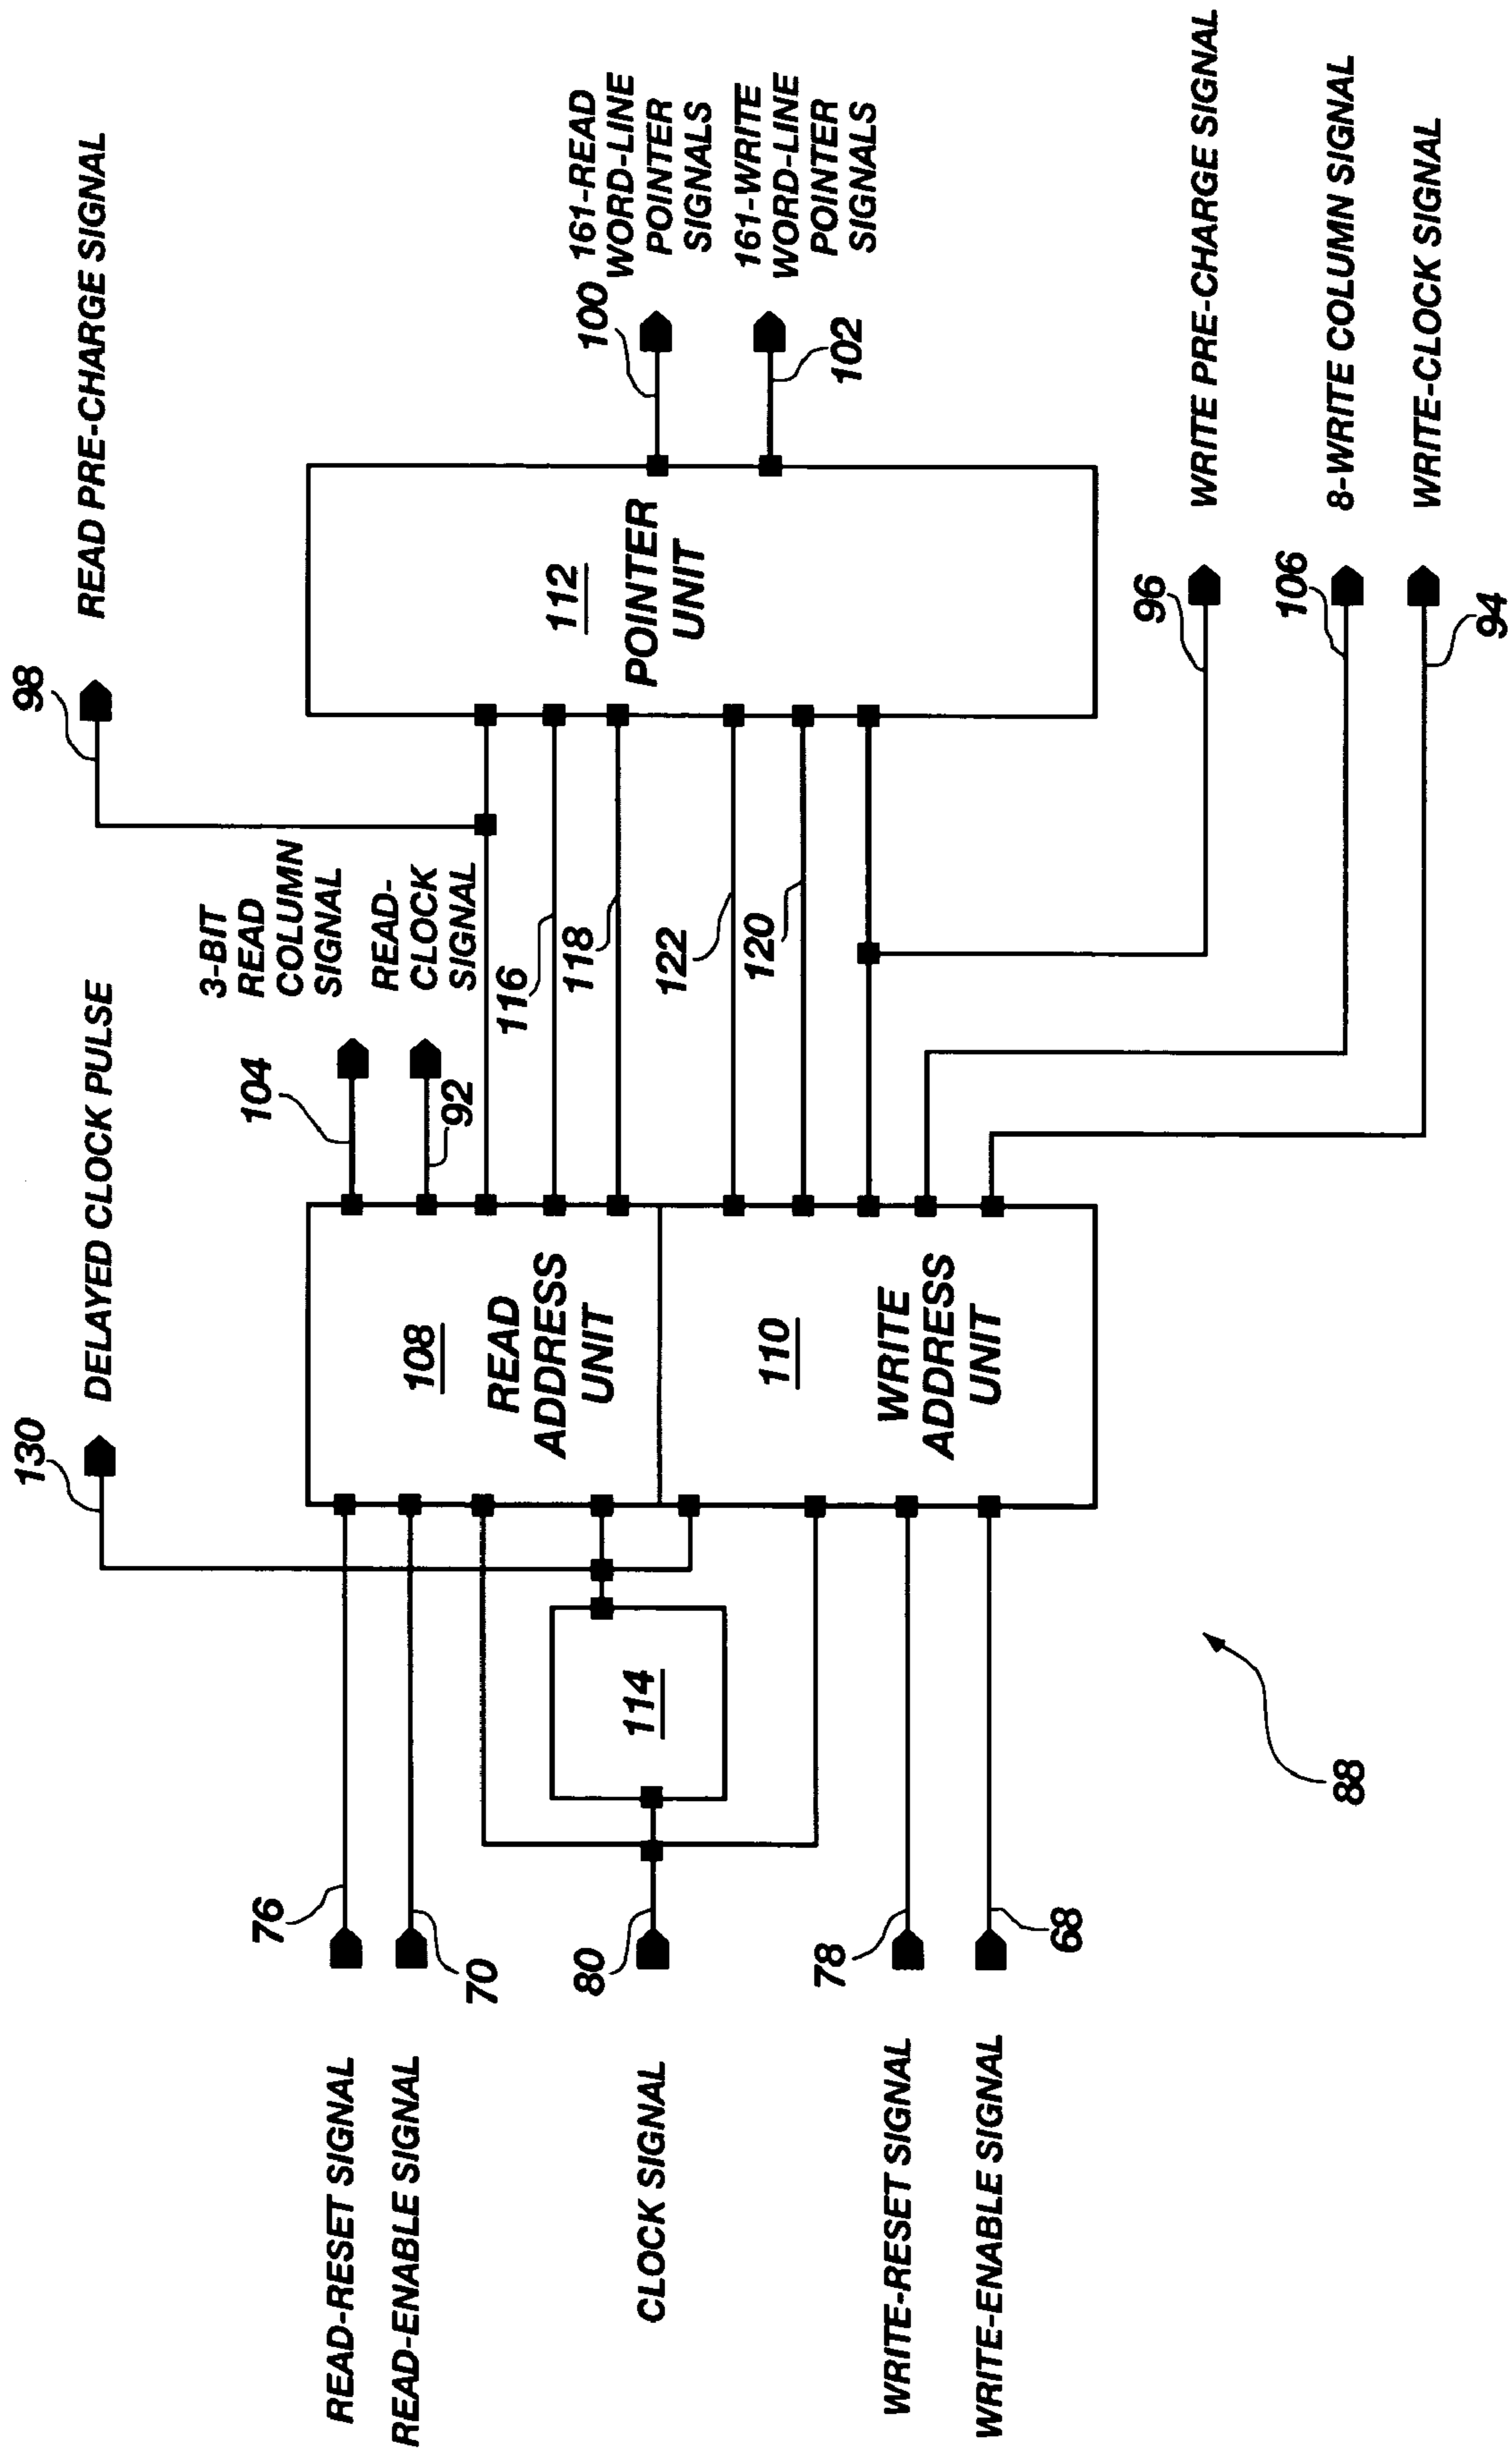 130
DELAYED CLOCK PULSE
98
READ PRE-CHARGE SIGNAL
76
READ-RESET SIGNAL
70
READ-ENABLE SIGNAL
80
CLOCK SIGNAL
78
WRITE-RESET SIGNAL
68
WRITE-ENABLE SIGNAL
114
108
READ
ADDRESS
UNIT
110
WRITE
ADDRESS
UNIT
104
3-BIT
READ
COLUMN
SIGNAL
92
READ-
CLOCK
SIGNAL
116
118
122
120
112
POINTER
UNIT
100
161-READ
WORD-LINE
POINTER
SIGNALS
102
161-WRITE
WORD-LINE
POINTER
SIGNALS
96
WRITE PRE-CHARGE SIGNAL
106
8-WRITE COLUMN SIGNAL
94
WRITE-CLOCK SIGNAL
88